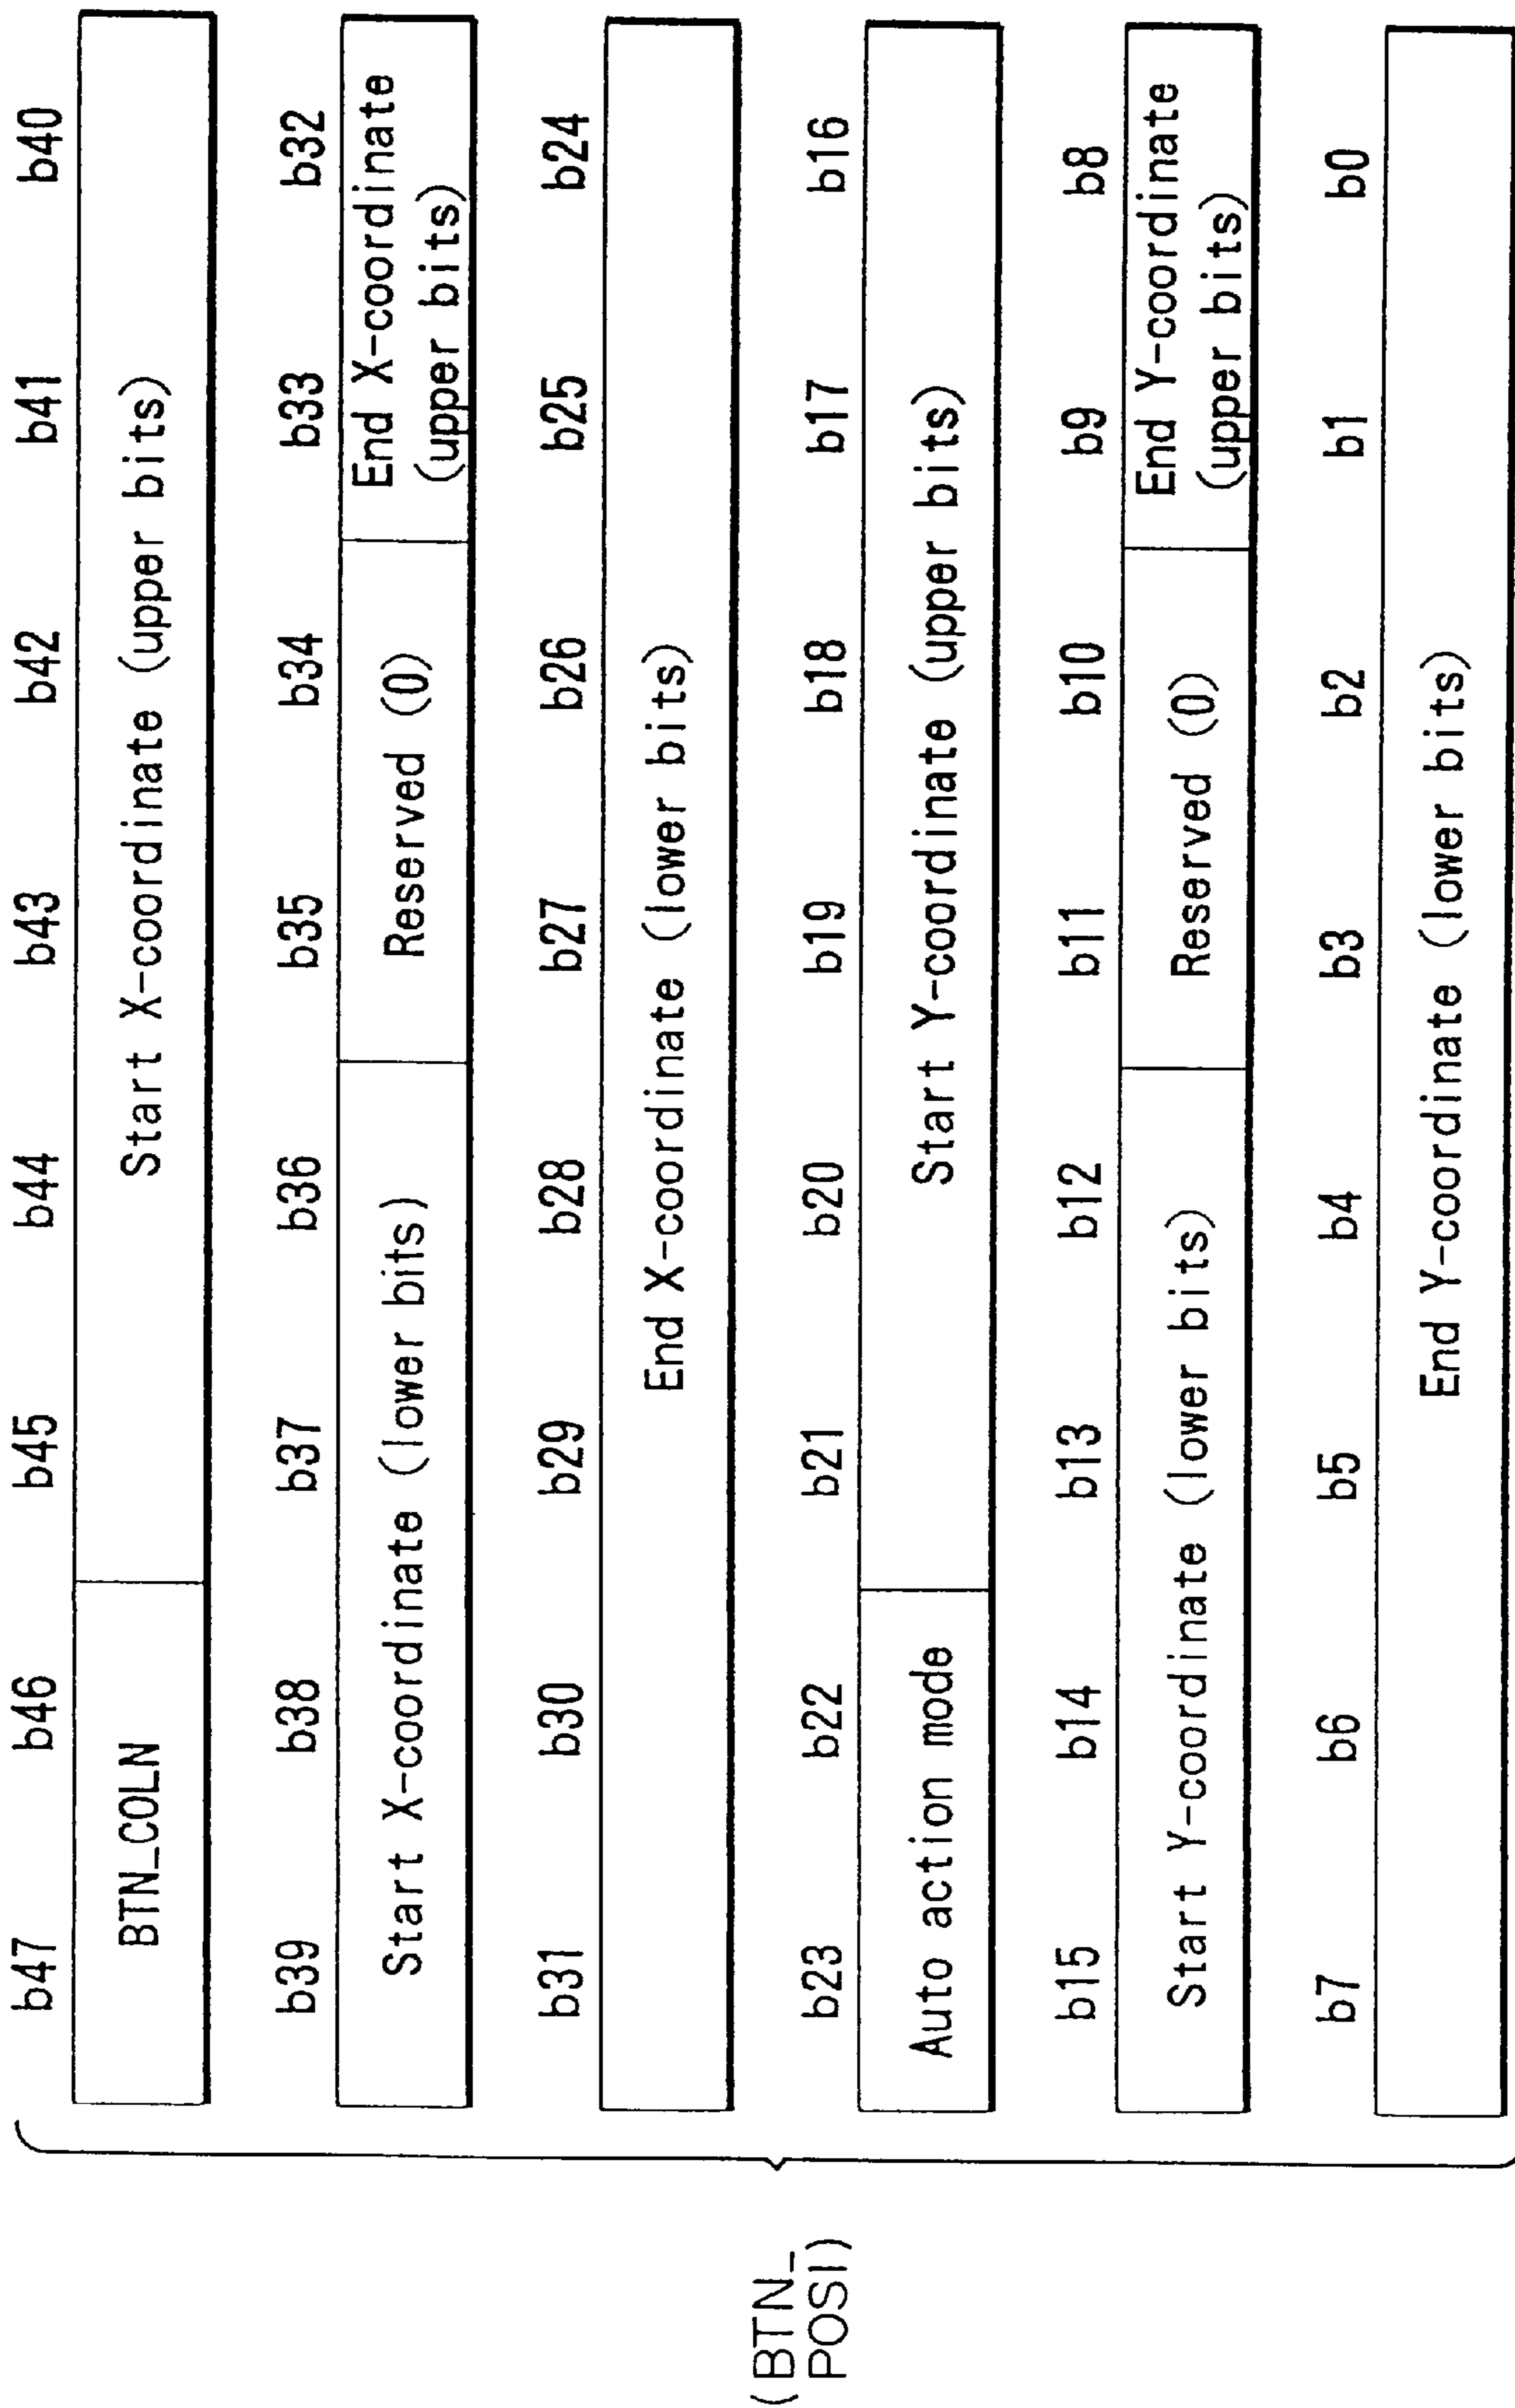 (BTN_
POSI)
b47 b46 b45 b44 b43 b42 b41 b40
BTN_COLN Start X-coordinate (upper bits)
b39 b38 b37 b36 b35 b34 b33 b32
Start X-coordinate (lower bits) Reserved (0) End X-coordinate
(upper bits)
b31 b30 b29 b28 b27 b26 b25 b24
End X-coordinate (lower bits)
b23 b22 b21 b20 b19 b18 b17 b16
Auto action mode Start Y-coordinate (upper bits)
b15 b14 b13 b12 b11 b10 b9 b8
Start Y-coordinate (lower bits) Reserved (0) End Y-coordinate
(upper bits)
b7 b6 b5 b4 b3 b2 b1 b0
End Y-coordinate (lower bits)